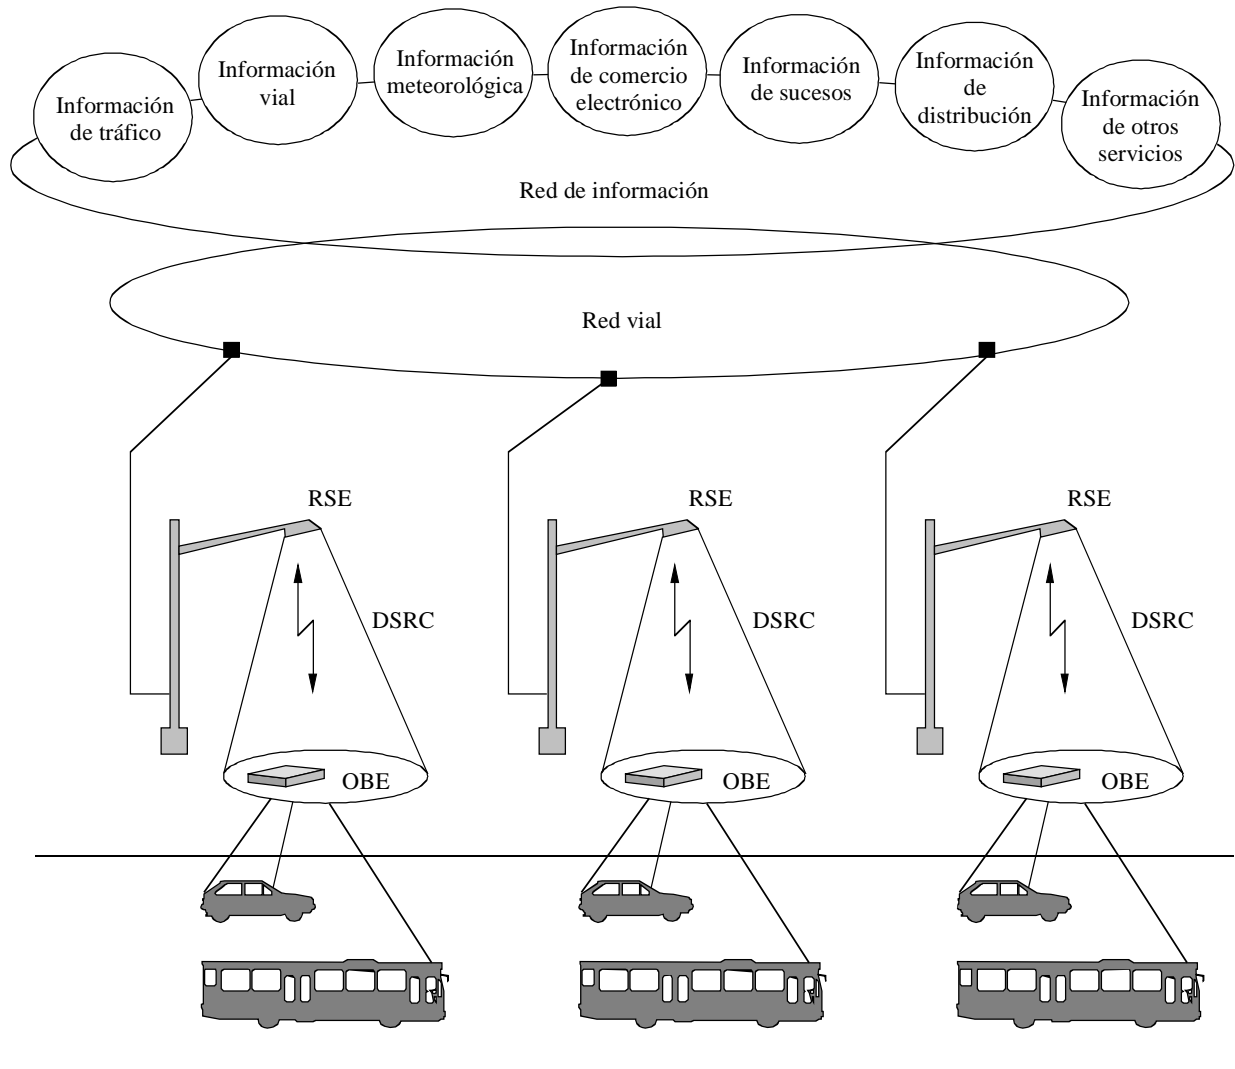 Información
de tráfico
Información
vial
Información
meteorológica
Información
de comercio
electrónico
Información
de sucesos
Información
de
distribución
Información
de otros
servicios
Red de información
Red vial
RSE
RSE
RSE
DSRC
DSRC
DSRC
OBE
OBE
OBE